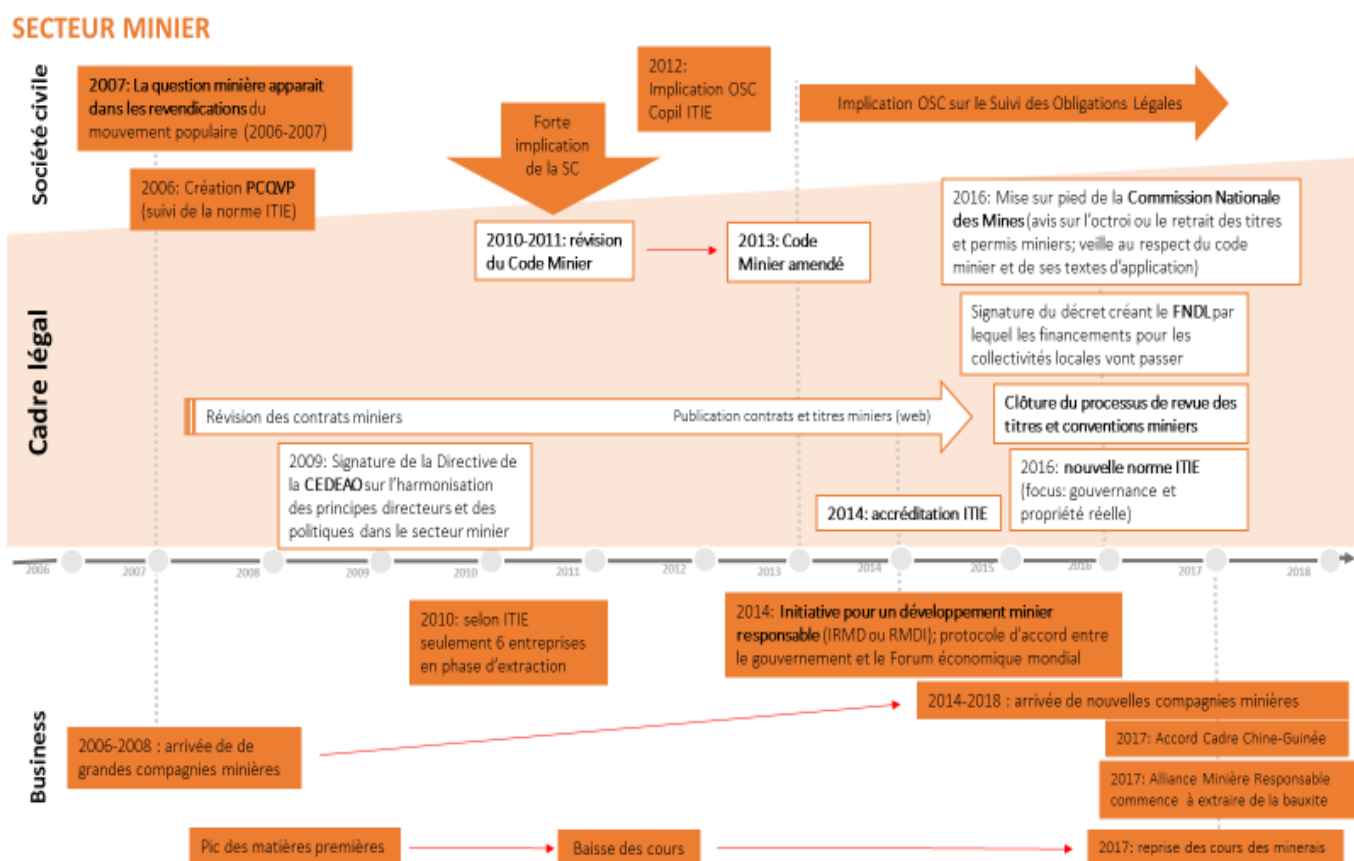 SECTEUR MINIER
Société civile
2007: La question minière apparait
dans les revendications du
mouvement populaire (2006-2007)
2006: Création PCQVP
(suivi de la norme ITIE)
Forte
implication
de la SC
2012:
Implication OSC
Copil ITIE
Implication OSC sur le Suivi des Obligations Légales
Cadre légal
2010-2011: révision
du Code Minier
2013: Code
Minier amendé
2016: Mise sur pied de la Commission Nationale
des Mines (avis sur l'octroi ou le retrait des titres
et permis miniers; veille au respect du code
minier et de ses textes d'application)
Signature du décret créant le FNDL par
lequel les financements pour les
collectivités locales vont passer
Révision des contrats miniers
Publication contrats et titres miniers (web)
Clôture du processus de revue des
titres et conventions miniers
2009: Signature de la Directive de
la CEDEAO sur l'harmonisation
des principes directeurs et des
politiques dans le secteur minier
2014: accréditation ITIE
2016: nouvelle norme ITIE
(focus: gouvernance et
propriété réelle)
2006
2007
2008
2009
2010
2011
2012
2013
2014
2015
2016
2017
2018
Business
2010: selon ITIE
seulement 6 entreprises
en phase d'extraction
2014: Initiative pour un développement minier
responsable (IRMD ou RMDI); protocole d'accord entre
le gouvernement et le Forum économique mondial
2006-2008 : arrivée de de
grandes compagnies minières
2014-2018 : arrivée de nouvelles compagnies minières
2017: Accord Cadre Chine-Guinée
2017: Alliance Minière Responsable
commence à extraire de la bauxite
Pic des matières premières
Baisse des cours
2017: reprise des cours des minerais